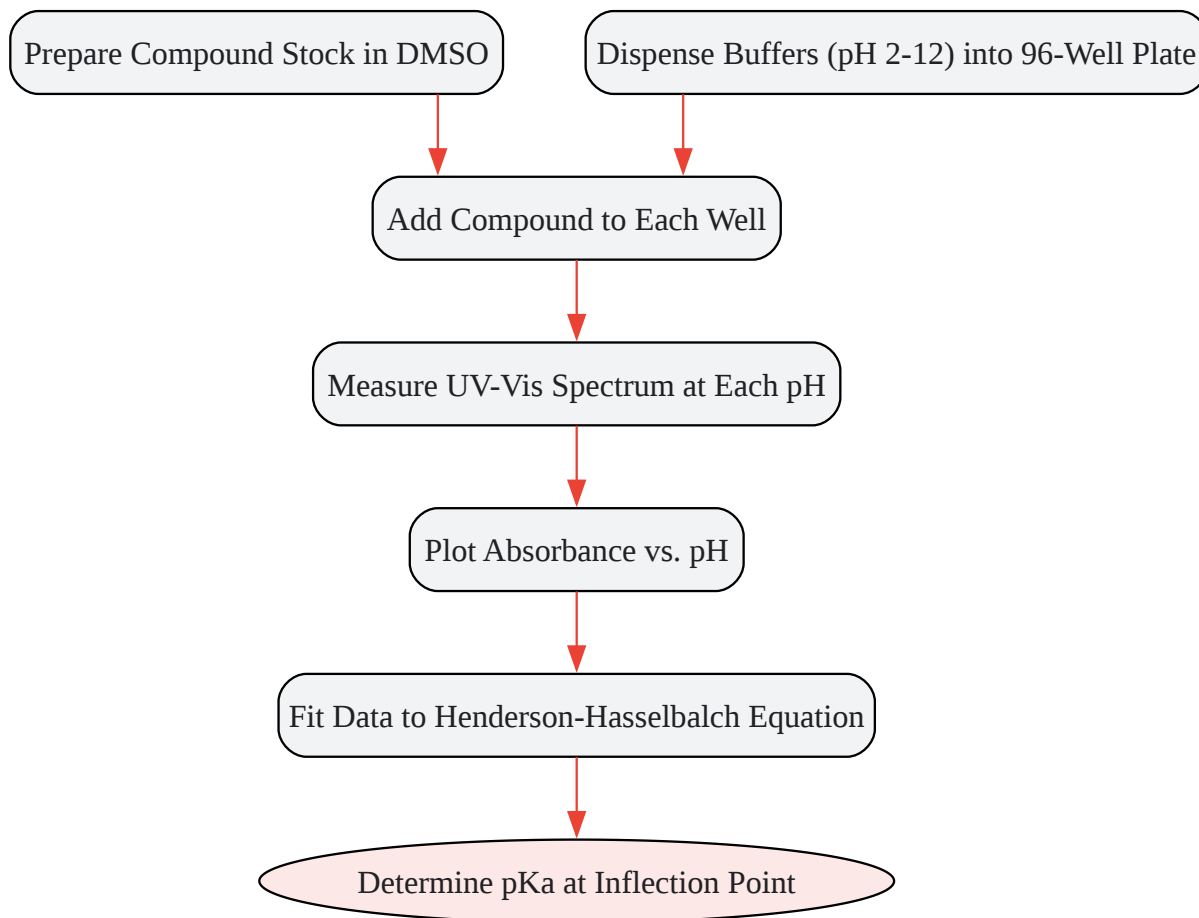 Prepare Compound Stock in DMSO
Dispense Buffers (pH 2-12) into 96-Well Plate
Add Compound to Each Well
Measure UV-Vis Spectrum at Each pH
Plot Absorbance vs. pH
Fit Data to Henderson-Hasselbalch Equation
Determine pKa at Inflection Point